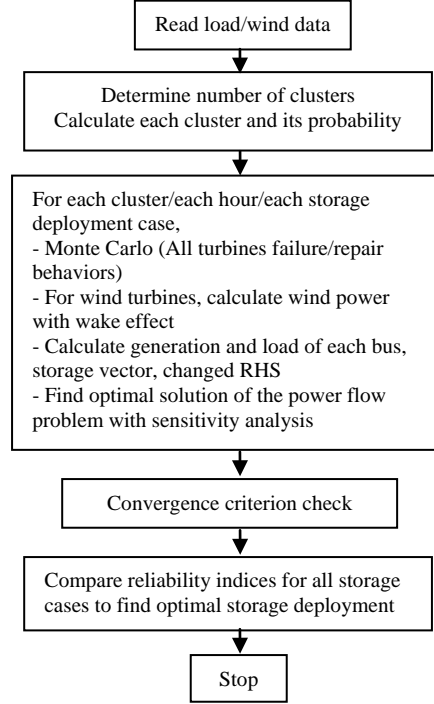 Read load/wind data
Determine number of clusters
Calculate each cluster and its probability
For each cluster/each hour/each storage
deployment case,
- Monte Carlo (All turbines failure/repair
behaviors)
- For wind turbines, calculate wind power
with wake effect
- Calculate generation and load of each bus,
storage vector, changed RHS
- Find optimal solution of the power flow
problem with sensitivity analysis
Convergence criterion check
Compare reliability indices for all storage
cases to find optimal storage deployment
Stop